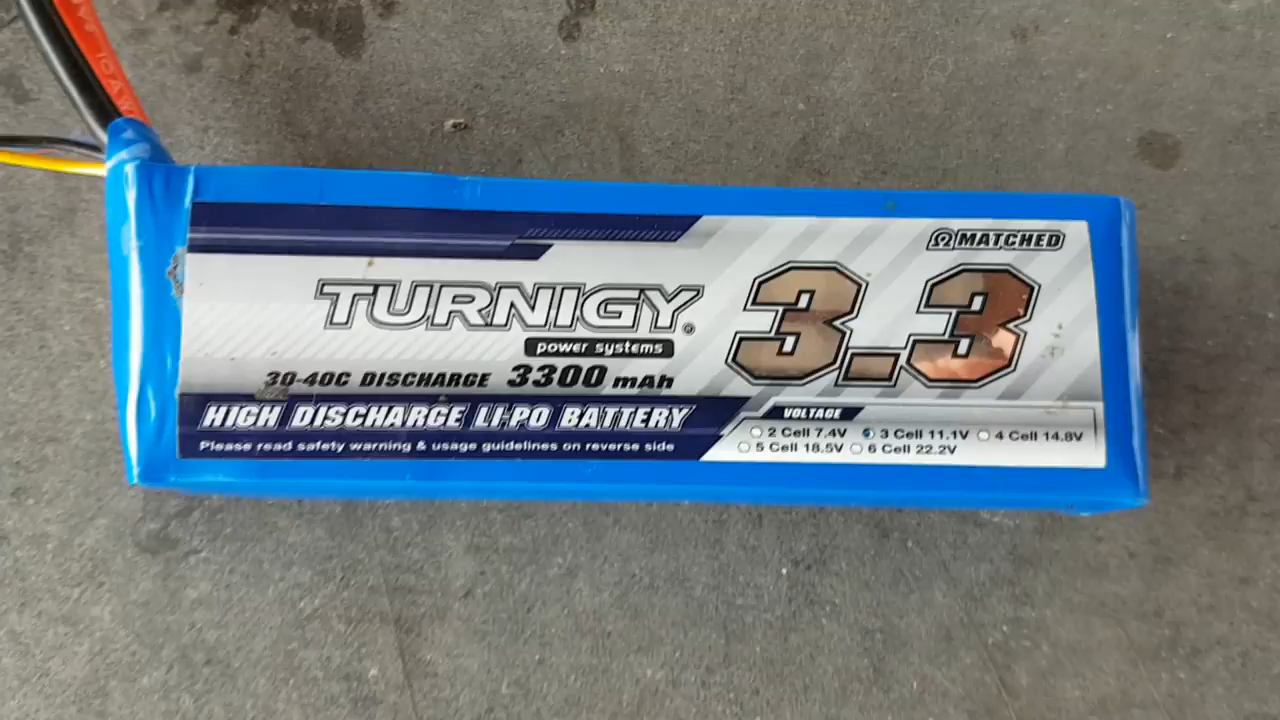 Ω MATCHED
TURNIGY®
3.3
power systems
30-40C DISCHARGE 3300 mAh
HIGH DISCHARGE LI-PO BATTERY
Please read safety warning & usage guidelines on reverse side
VOLTAGE
2 Cell 7.4V 3 Cell 11.1V 4 Cell 14.8V
5 Cell 18.5V 6 Cell 22.2V